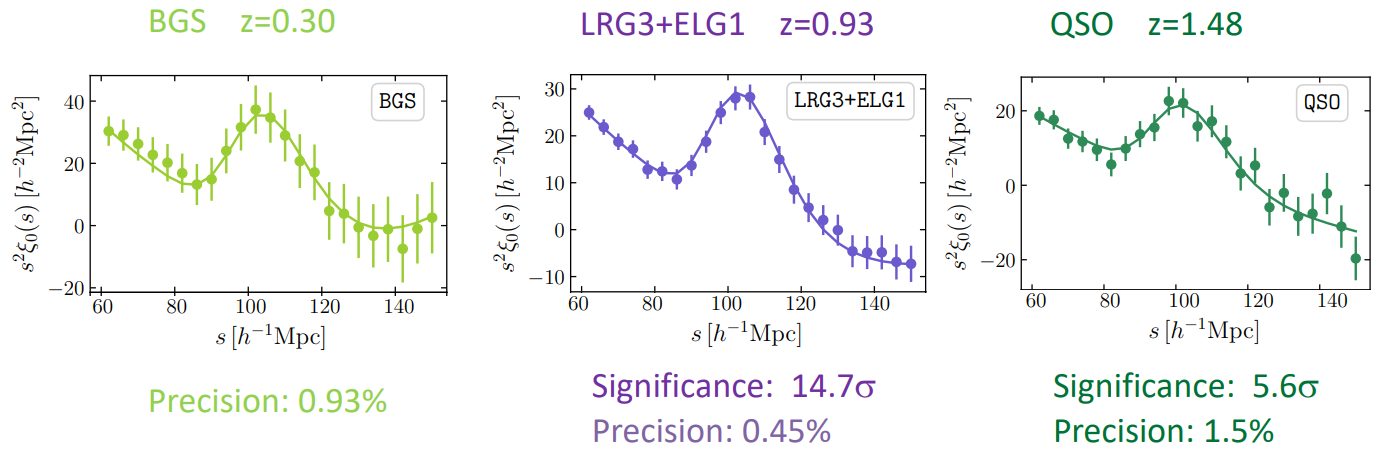 BGS z=0.30
LRG3+ELG1 z=0.93
QSO z=1.48
s²ξ₀(s) [h⁻²Mpc²]
40
20
0
−20
BGS
60 80 100 120 140
s [h⁻¹Mpc]
s²ξ₀(s) [h⁻²Mpc²]
30
20
10
0
−10
LRG3+ELG1
60 80 100 120 140
s [h⁻¹Mpc]
s²ξ₀(s) [h⁻²Mpc²]
20
0
−20
QSO
60 80 100 120 140
s [h⁻¹Mpc]
Precision: 0.93%
Significance: 14.7σ
Precision: 0.45%
Significance: 5.6σ
Precision: 1.5%